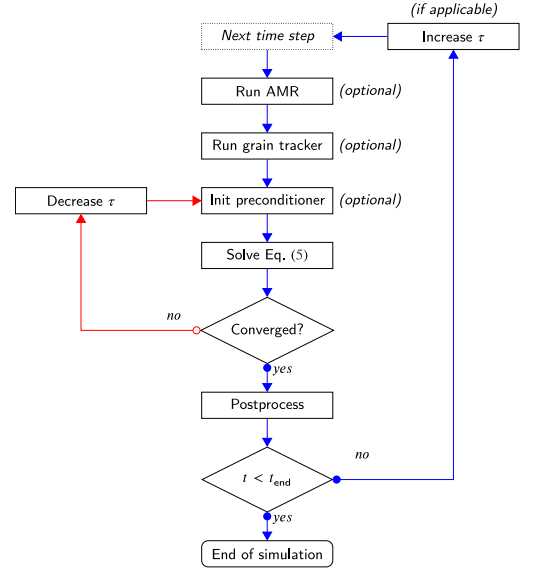 (if applicable)
Next time step
Increase τ
Run AMR
(optional)
Run grain tracker
(optional)
Decrease τ
Init preconditioner
(optional)
Solve Eq. (5)
no
Converged?
yes
Postprocess
no
t < t_end
yes
End of simulation